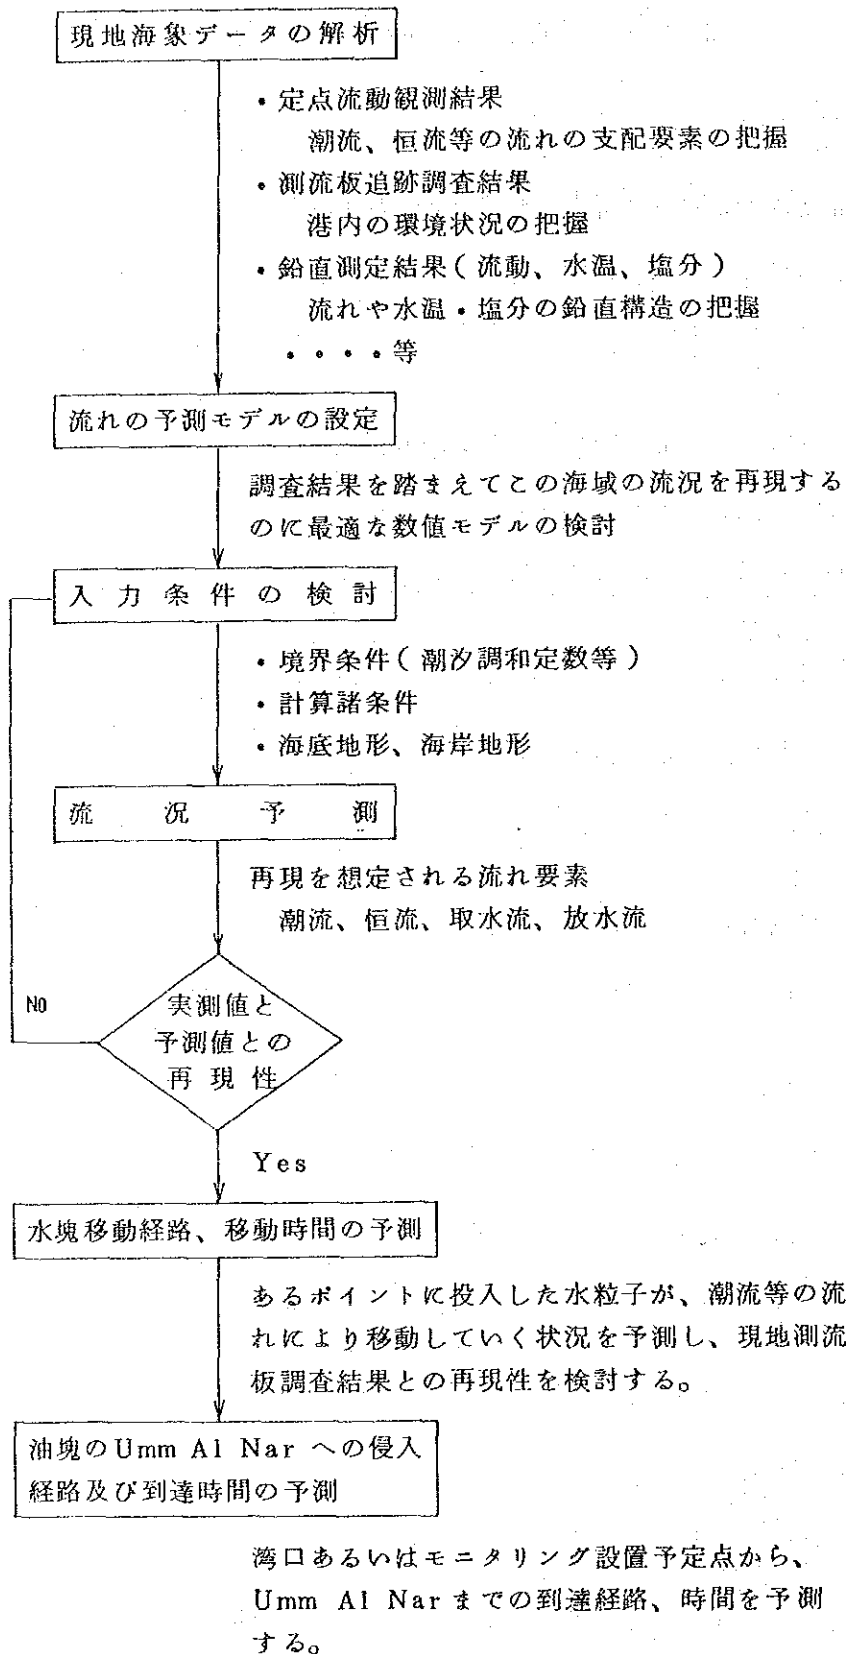 現地海象データの解析
・定点流動観測結果
潮流、恒流等の流れの支配要素の把握
・測流板追跡調査結果
港内の環境状況の把握
・鉛直測定結果(流動、水温、塩分)
流れや水温・塩分の鉛直構造の把握
・・・・等
流れの予測モデルの設定
調査結果を踏まえてこの海域の流況を再現する
のに最適な数値モデルの検討
入力条件の検討
・境界条件(潮汐調和定数等)
・計算諸条件
・海底地形、海岸地形
流況予測
再現を想定される流れ要素
潮流、恒流、取水流、放水流
No
実測値と
予測値との
再現性
Yes
水塊移動経路、移動時間の予測
あるポイントに投入した水粒子が、潮流等の流
れにより移動していく状況を予測し、現地測流
板調査結果との再現性を検討する。
油塊のUmm Al Nar への侵入
経路及び到達時間の予測
湾口あるいはモニタリング設置予定点から、
Umm Al Narまでの到達経路、時間を予測
する。